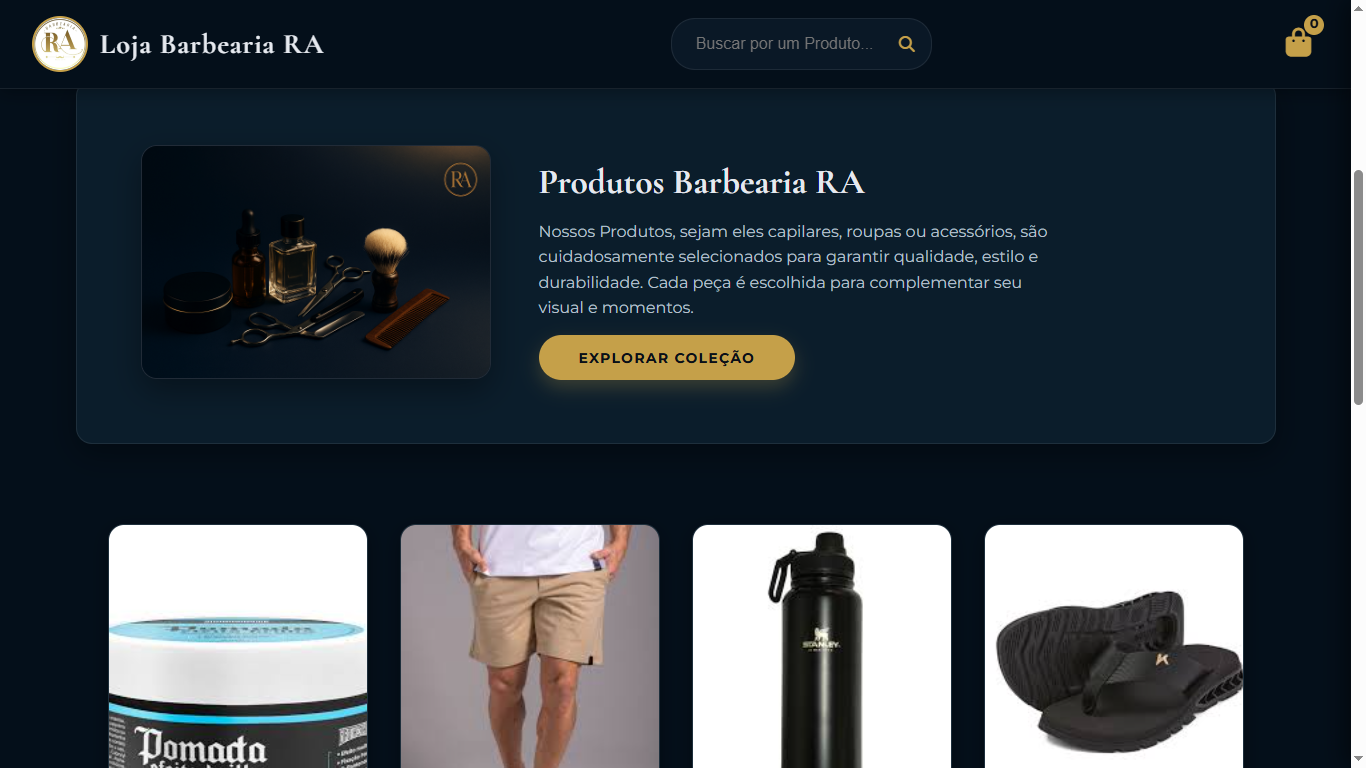 RA
Loja Barbearia RA
Buscar por um Produto...
0
RA
Produtos Barbearia RA
Nossos Produtos, sejam eles capilares, roupas ou acessórios, são
cuidadosamente selecionados para garantir qualidade, estilo e
durabilidade. Cada peça é escolhida para complementar seu
visual e momentos.
EXPLORAR COLEÇÃO
STANLEY
Pomada